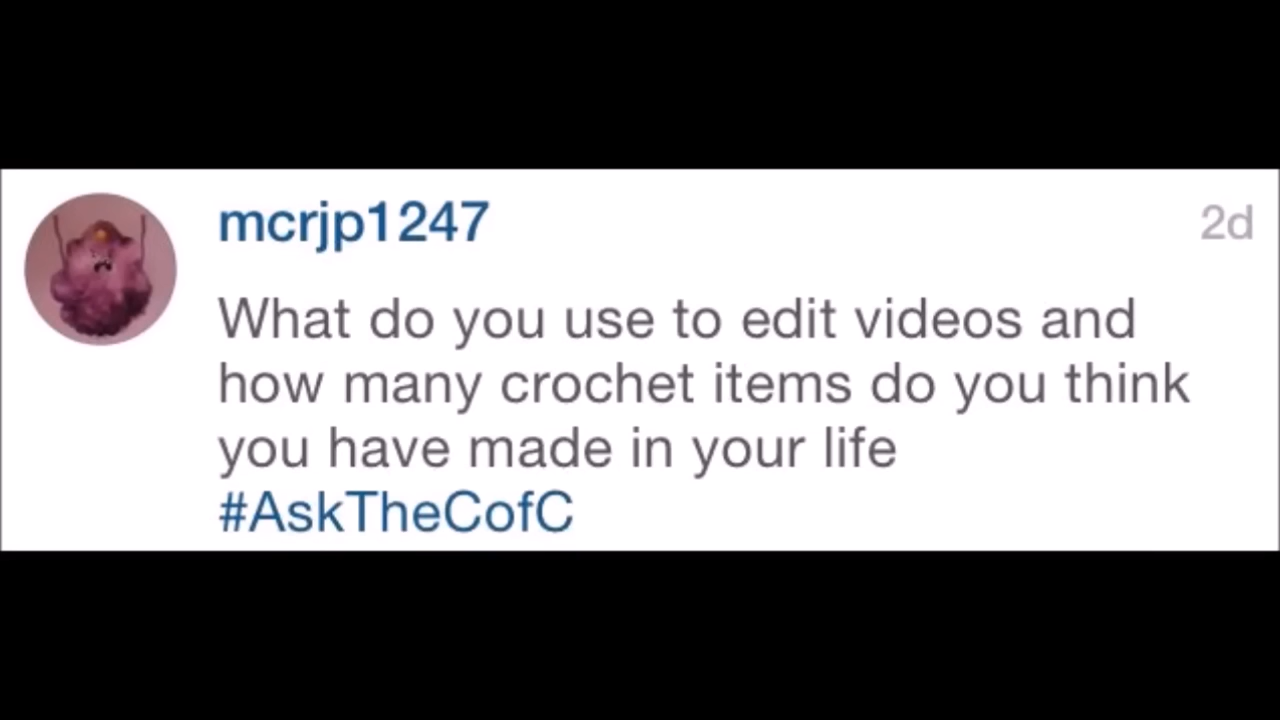 mcrjp1247
2d
What do you use to edit videos and
how many crochet items do you think
you have made in your life
#AskTheCofC